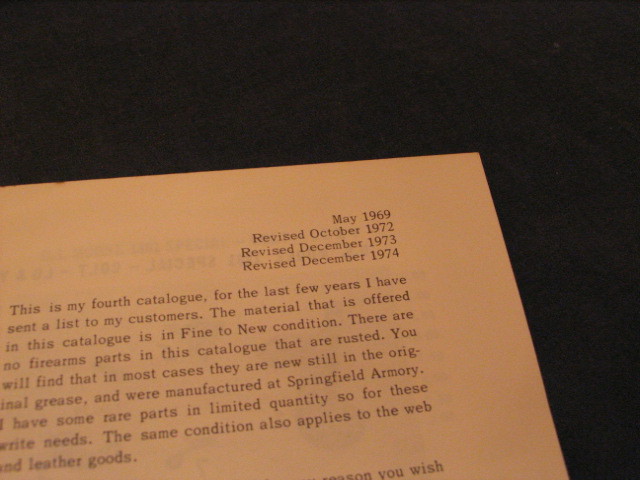 May 1969
Revised October 1972
Revised December 1973
Revised December 1974
This is my fourth catalogue, for the last few years I have
sent a list to my customers. The material that is offered
in this catalogue is in Fine to New condition. There are
no firearms parts in this catalogue that are rusted. You
will find that in most cases they are new still in the orig-
inal grease, and were manufactured at Springfield Armory.
I have some rare parts in limited quantity so for these
write needs. The same condition also applies to the web
and leather goods.
reason you wish